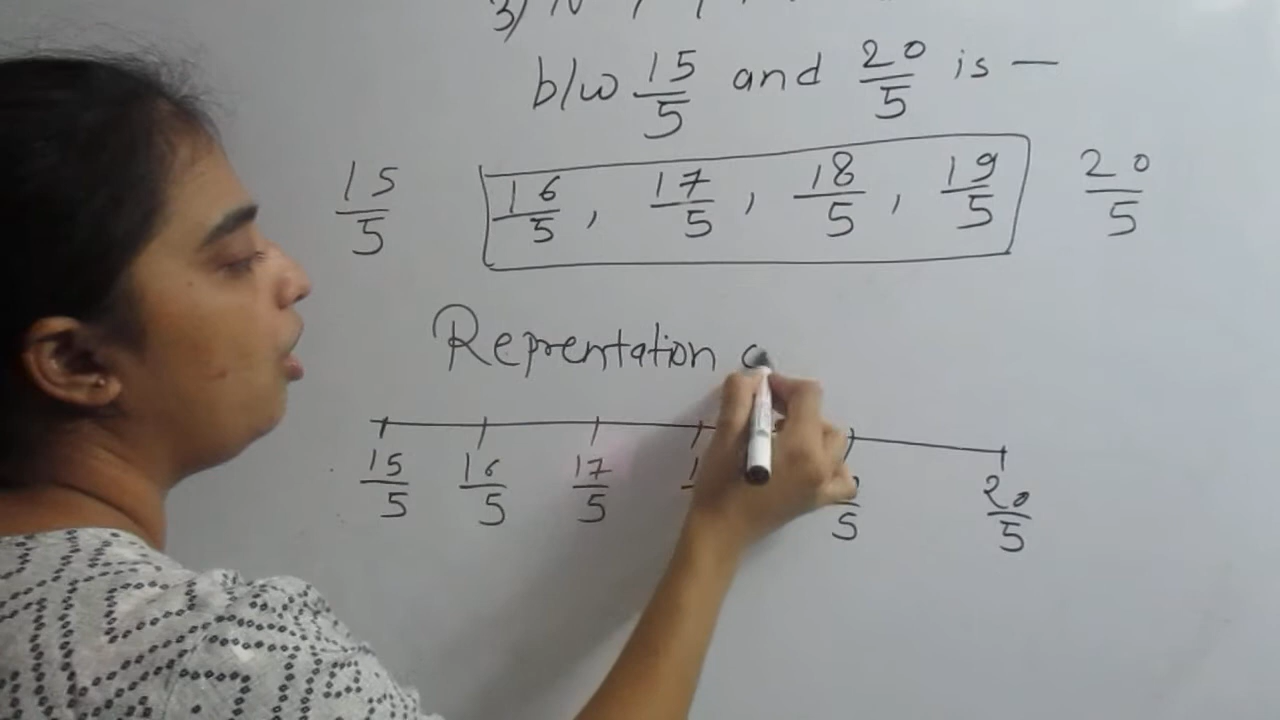 3)
b/w 15/5 and 20/5 is —
15/5 16/5, 17/5, 18/5, 19/5 20/5
Reprentation
15/5 16/5 17/5 20/5